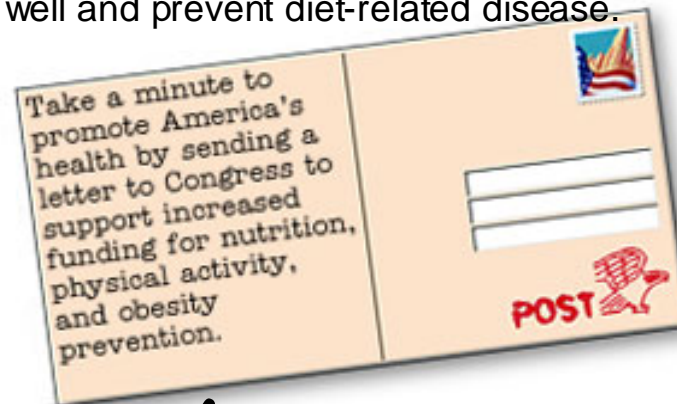 well and prevent diet-related disease.
Take a minute to
promote America's
health by sending a
letter to Congress to
support increased
funding for nutrition,
physical activity,
and obesity
prevention.
POST